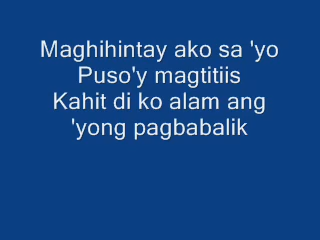 Maghihintay ako sa 'yo
Puso'y magtitiis
Kahit di ko alam ang
'yong pagbabalik